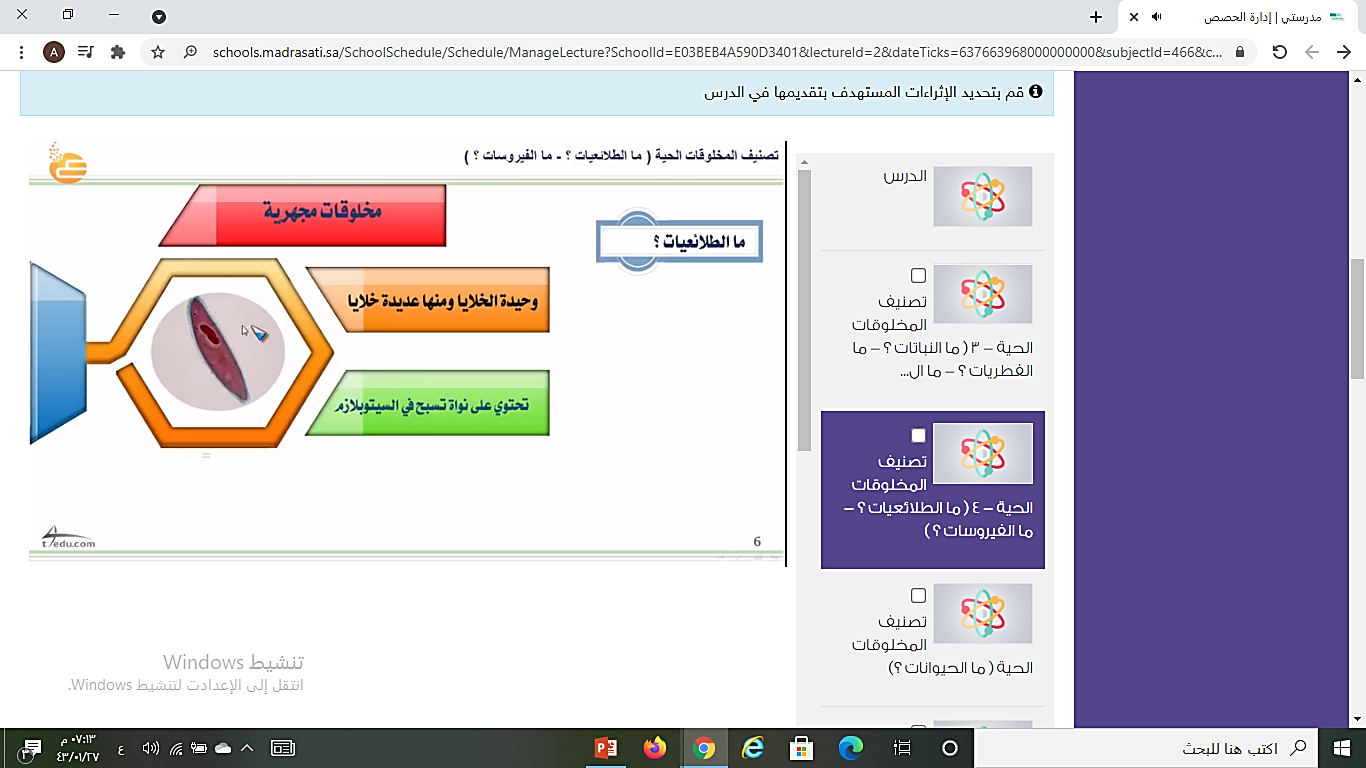 مدرستي | إدارة الحصص
schools.madrasati.sa/SchoolSchedule/Schedule/ManageLecture?SchoolId=E03BEB4A590D3401&lectureId=2&dateTicks=637663968000000000&subjectId=466&c...
A
قم بتحديد الإثراءات المستهدف بتقديمها في الدرس
تصنيف المخلوقات الحية ( ما الطلائعيات ؟ - ما الفيروسات ؟ )
ما الطلائعيات ؟
مخلوقات مجهرية
وحيدة الخلايا ومنها عديدة خلايا
تحتوي على نواة تسبح في السيتوبلازم
t4edu.com
6
الدرس
تصنيف
المخلوقات
الحية – ٣ ( ما النباتات ؟ – ما
الفطريات ؟ – ما ال...
تصنيف
المخلوقات
الحية – ٤ ( ما الطلائعيات ؟ –
ما الفيروسات ؟ )
تصنيف
المخلوقات
الحية ( ما الحيوانات ؟)
تنشيط Windows
انتقل إلى الإعدادت لتنشيط Windows.
اكتب هنا للبحث
ع
٠٧:١٣ م
٤٣/٠١/٢٧
٣